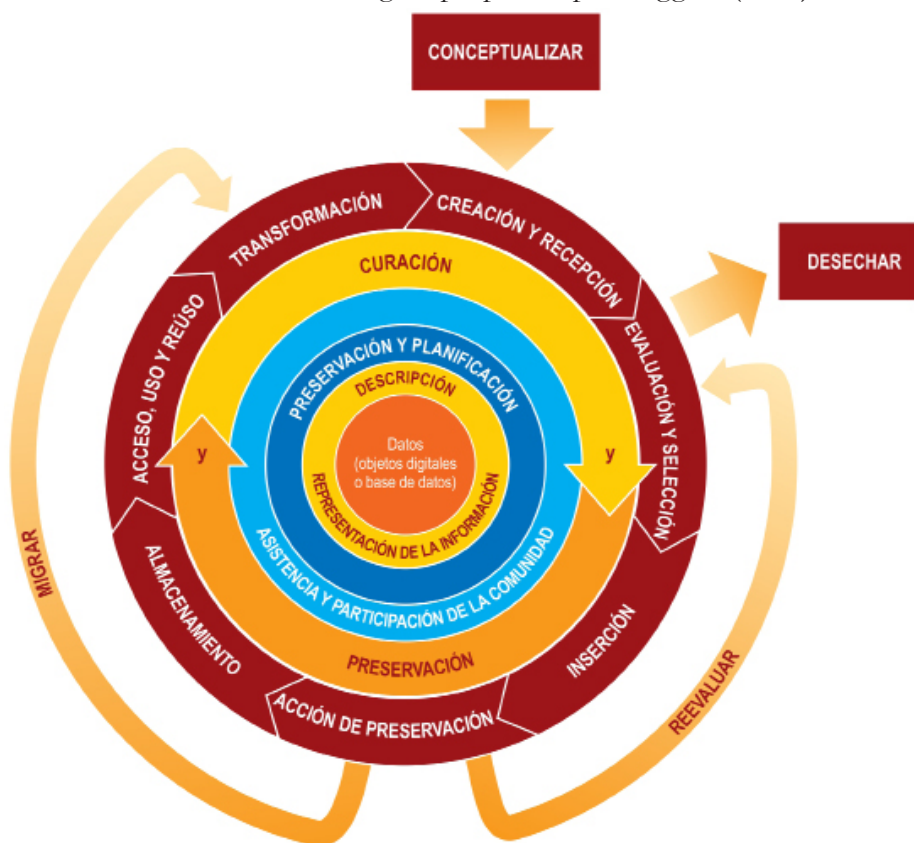 CONCEPTUALIZAR
DESECHAR
TRANSFORMACIÓN
CREACIÓN Y RECEPCIÓN
EVALUACIÓN Y SELECCIÓN
INSERCIÓN
ACCIÓN DE PRESERVACIÓN
ALMACENAMIENTO
ACCESO, USO Y REÚSO
CURACIÓN
y
y
PRESERVACIÓN
PRESERVACIÓN Y PLANIFICACIÓN
ASISTENCIA Y PARTICIPACIÓN DE LA COMUNIDAD
DESCRIPCIÓN
REPRESENTACIÓN DE LA INFORMACIÓN
Datos
(objetos digitales
o base de datos)
MIGRAR
REEVALUAR